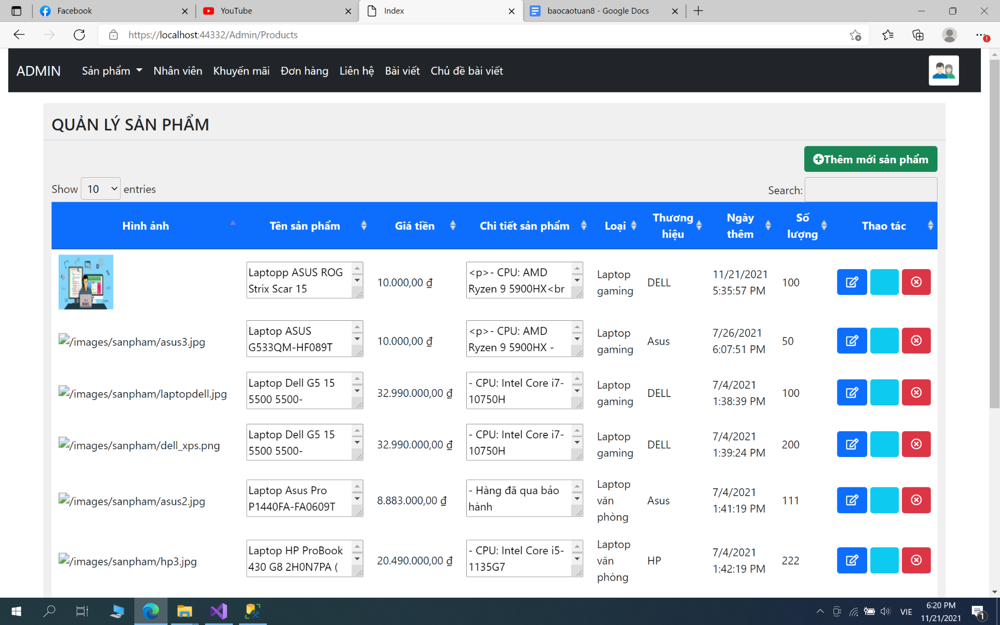 Facebook
YouTube
Index
baocaotuan8 - Google Docs
https://localhost:44332/Admin/Products
ADMIN
Sản phẩm
Nhân viên
Khuyến mãi
Đơn hàng
Liên hệ
Bài viết
Chủ đề bài viết
QUẢN LÝ SẢN PHẨM
Thêm mới sản phẩm
Show 10 entries
Search:
Hình ảnh
Tên sản phẩm
Giá tiền
Chi tiết sản phẩm
Loại
Thương
hiệu
Ngày
thêm
Số
lượng
Thao tác
Laptopp ASUS ROG
Strix Scar 15
10.000,00 ₫
<p>- CPU: AMD
Ryzen 9 5900HX<br
Laptop
gaming
DELL
11/21/2021
5:35:57 PM
100
/images/sanpham/asus3.jpg
Laptop ASUS
G533QM-HF089T
10.000,00 ₫
<p>- CPU: AMD
Ryzen 9 5900HX -
Laptop
gaming
Asus
7/26/2021
6:07:51 PM
50
/images/sanpham/laptopdell.jpg
Laptop Dell G5 15
5500 5500-
32.990.000,00 ₫
- CPU: Intel Core i7-
10750H
Laptop
gaming
DELL
7/4/2021
1:38:39 PM
100
/images/sanpham/dell_xps.png
Laptop Dell G5 15
5500 5500-
32.990.000,00 ₫
- CPU: Intel Core i7-
10750H
Laptop
gaming
DELL
7/4/2021
1:39:24 PM
200
/images/sanpham/asus2.jpg
Laptop Asus Pro
P1440FA-FA0609T
8.883.000,00 ₫
- Hàng đã qua bảo
hành
Laptop
văn
phòng
Asus
7/4/2021
1:41:19 PM
111
/images/sanpham/hp3.jpg
Laptop HP ProBook
430 G8 2H0N7PA (
20.490.000,00 ₫
- CPU: Intel Core i5-
1135G7
Laptop
văn
phòng
HP
7/4/2021
1:42:19 PM
222
VIE
6:20 PM
11/21/2021
1